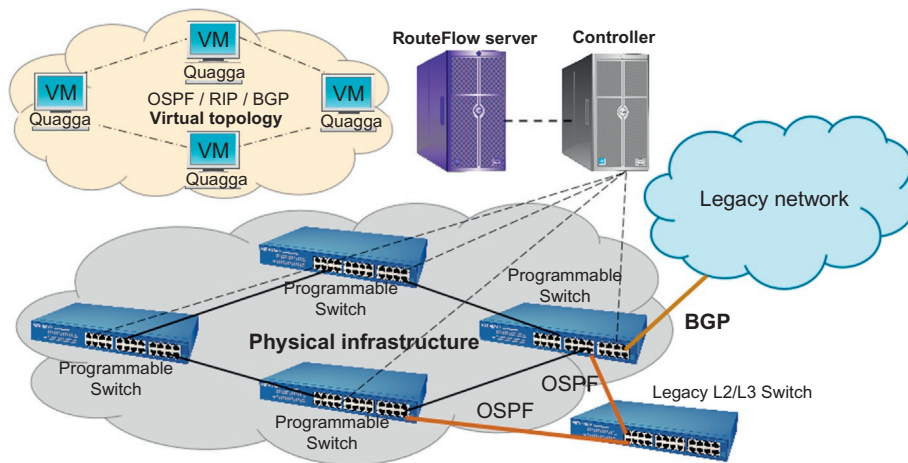 VM
Quagga
VM
Quagga
OSPF / RIP / BGP
Virtual topology
VM
Quagga
VM
Quagga
RouteFlow server
Controller
Legacy network
Programmable
Switch
Programmable
Switch
Physical infrastructure
BGP
Programmable
Switch
OSPF
Legacy L2/L3 Switch
OSPF
Programmable
Switch